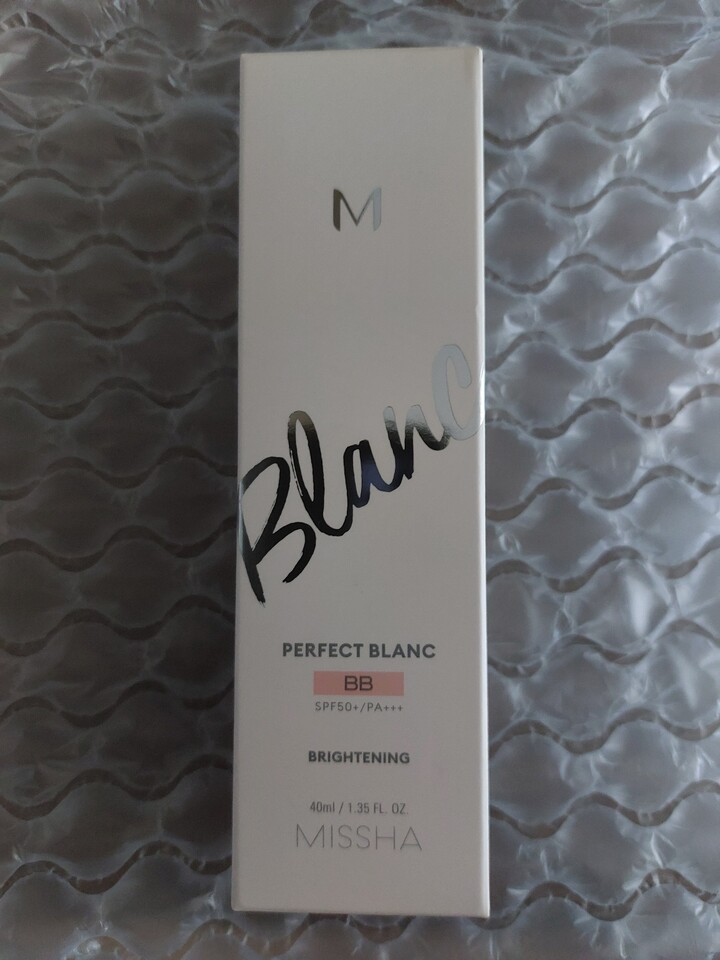 M
Blanc
PERFECT BLANC
BB
SPF50+/PA+++
BRIGHTENING
40ml / 1.35 FL. OZ.
MISSHA